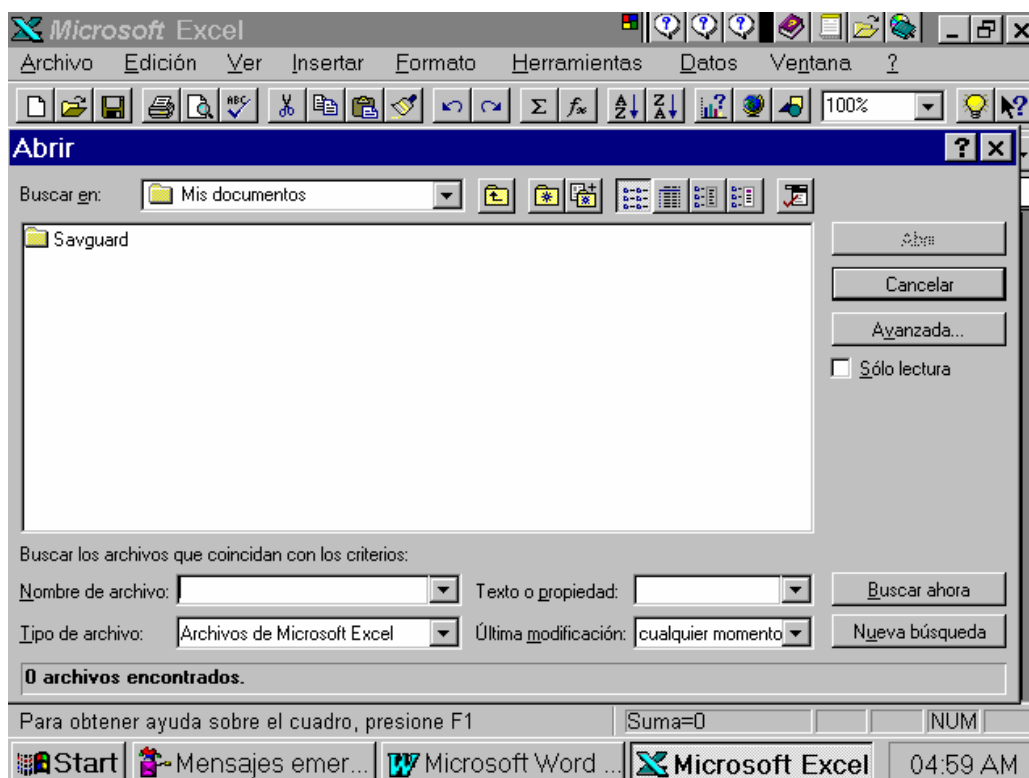 Microsoft Excel
Archivo Edición Ver Insertar Formato Herramientas Datos Ventana ?
ABC Σ fx A Z Z A 100% ?
Abrir ?
Buscar en: Mis documentos
Savguard
Abrir
Cancelar
Avanzada...
Sólo lectura
Buscar los archivos que coincidan con los criterios:
Nombre de archivo: Texto o propiedad: Buscar ahora
Tipo de archivo: Archivos de Microsoft Excel Última modificación: cualquier momento Nueva búsqueda
0 archivos encontrados.
Para obtener ayuda sobre el cuadro, presione F1 Suma=0 NUM
Start Mensajes emer... Microsoft Word ... Microsoft Excel 04:59 AM